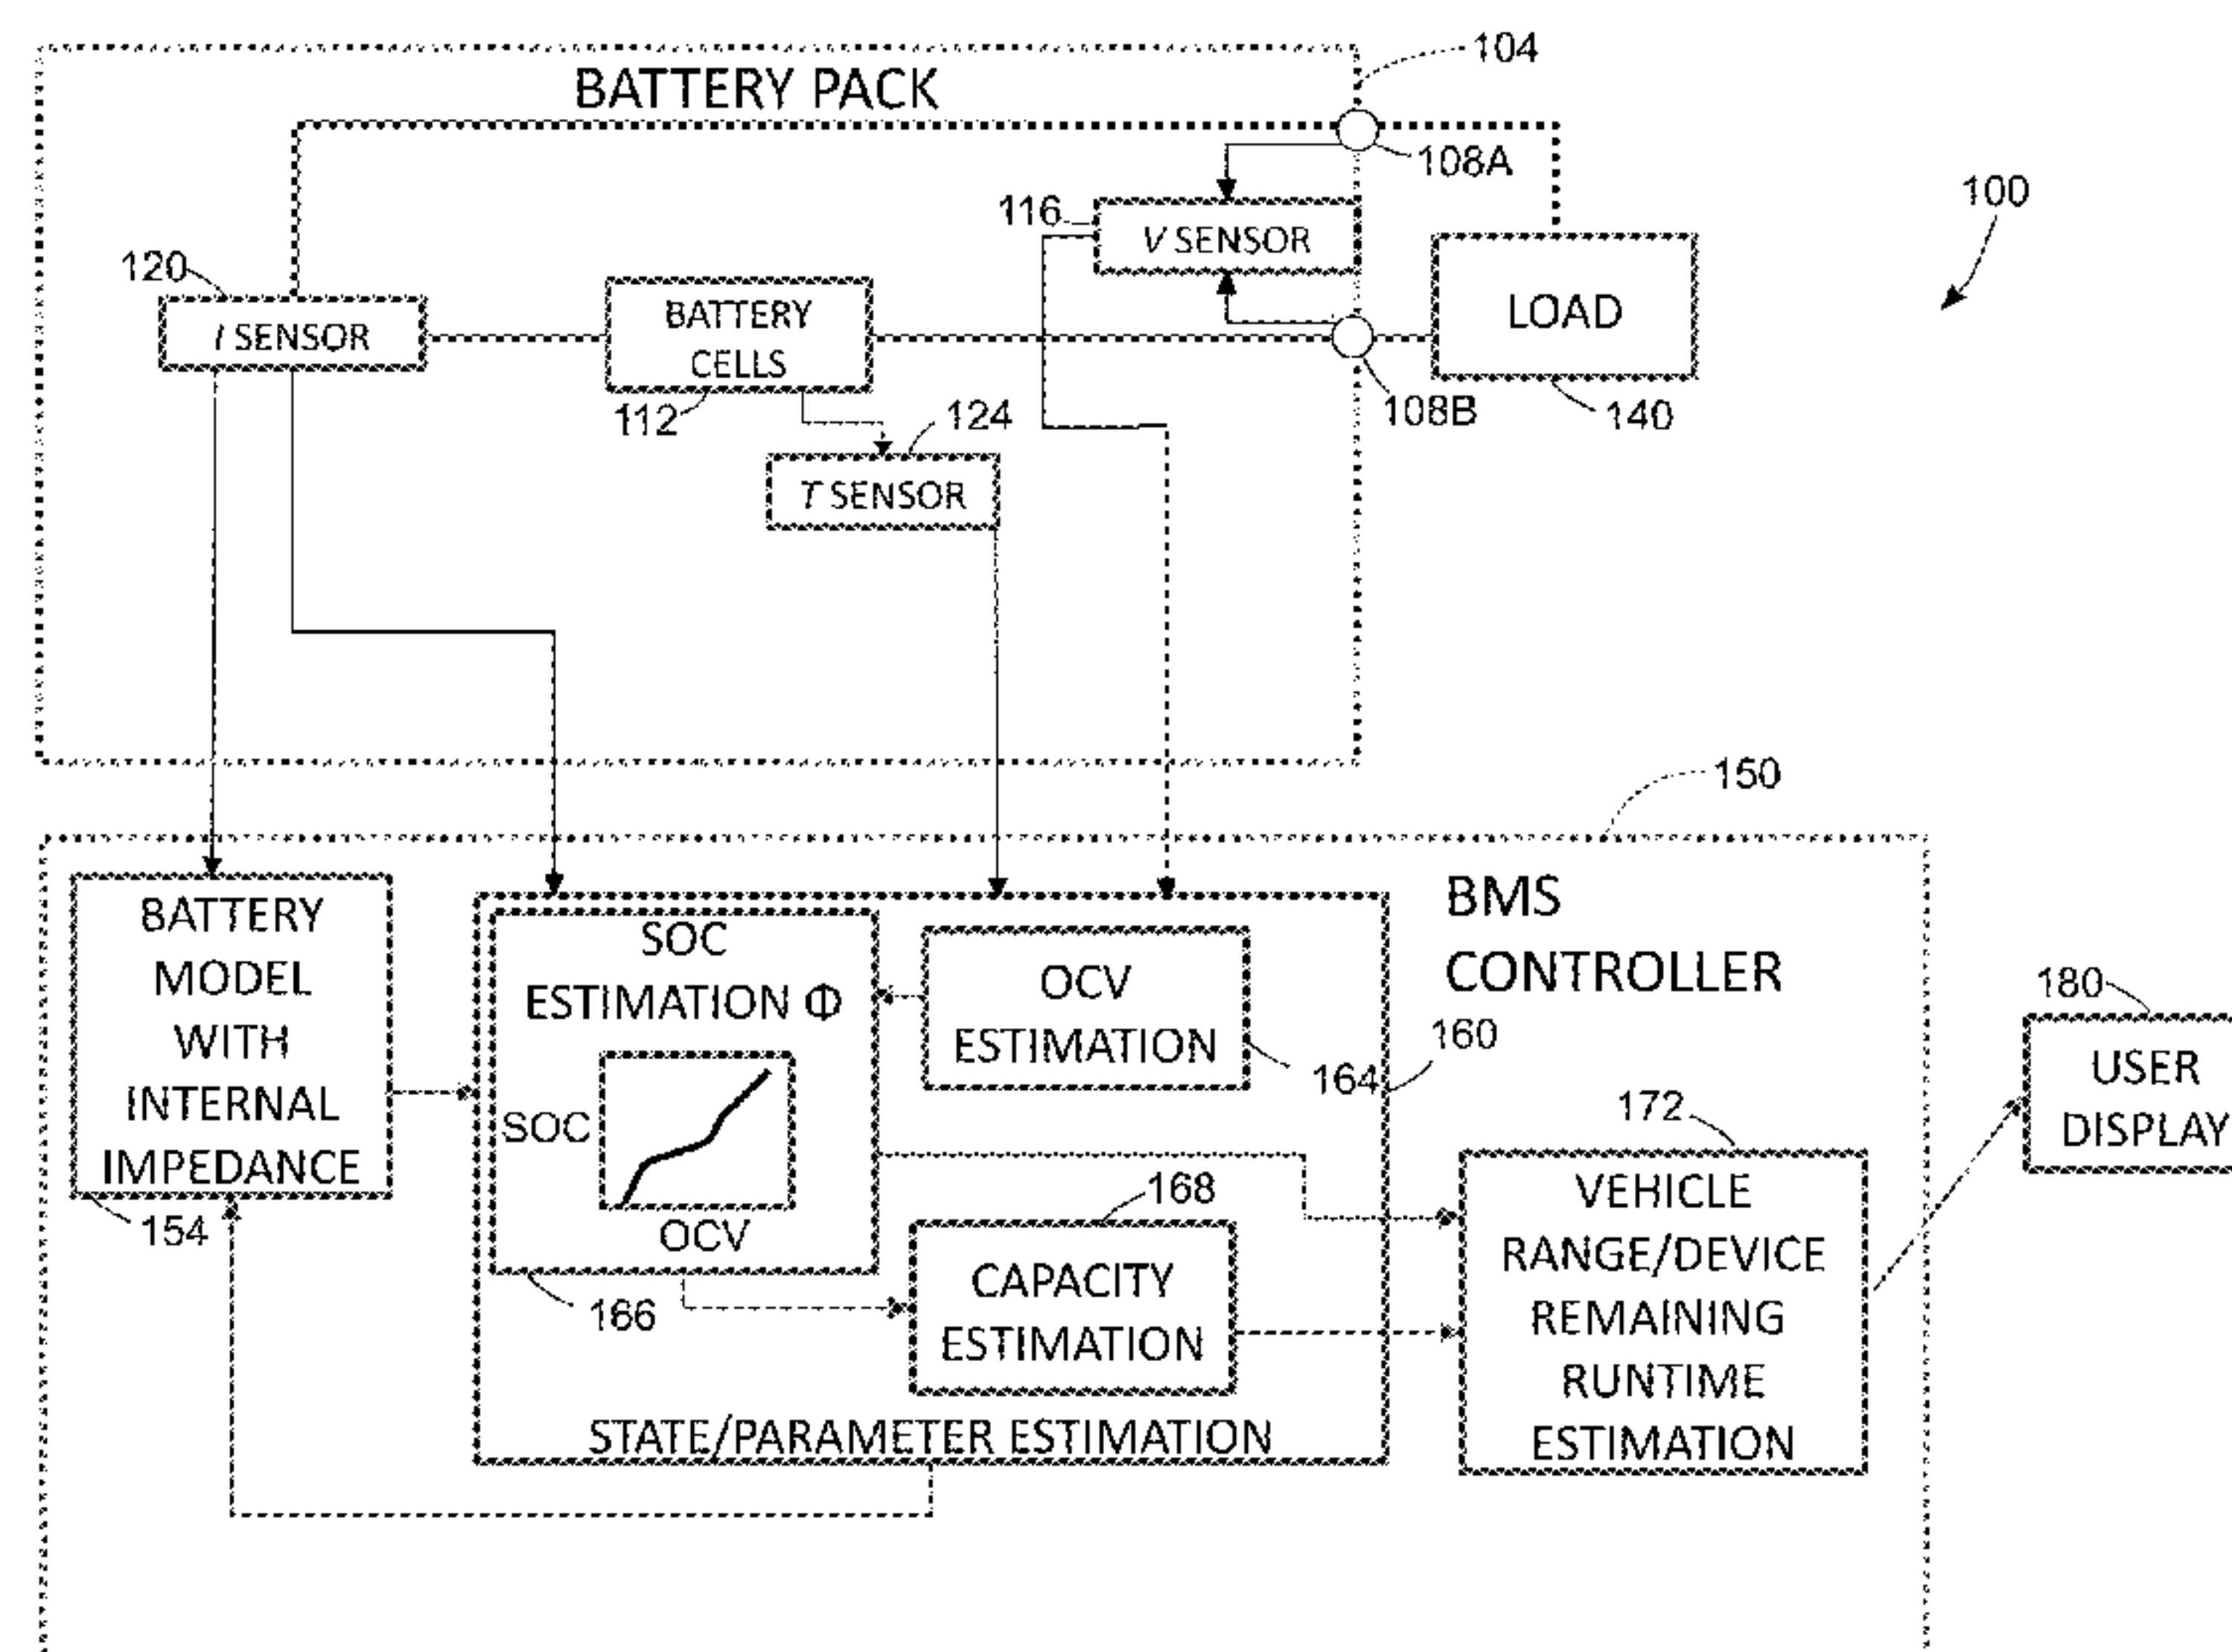 104
BATTERY PACK
108A
100
116
V SENSOR
120
I SENSOR
BATTERY
CELLS
LOAD
112
124
108B
140
T SENSOR
150
BATTERY
MODEL
WITH
INTERNAL
IMPEDANCE
154
SOC
ESTIMATION Φ
SOC
OCV
166
OCV
ESTIMATION
164
BMS
CONTROLLER
160
168
CAPACITY
ESTIMATION
STATE/PARAMETER ESTIMATION
172
VEHICLE
RANGE/DEVICE
REMAINING
RUNTIME
ESTIMATION
180
USER
DISPLAY